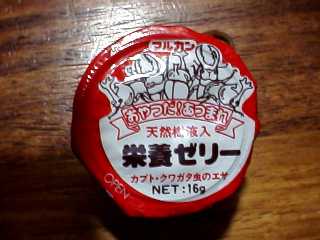 マルカン
おやつだ!あつまれ
天然樹液入
栄養ゼリー
カブト・クワガタ虫のエサ
NET:16g
OPEN